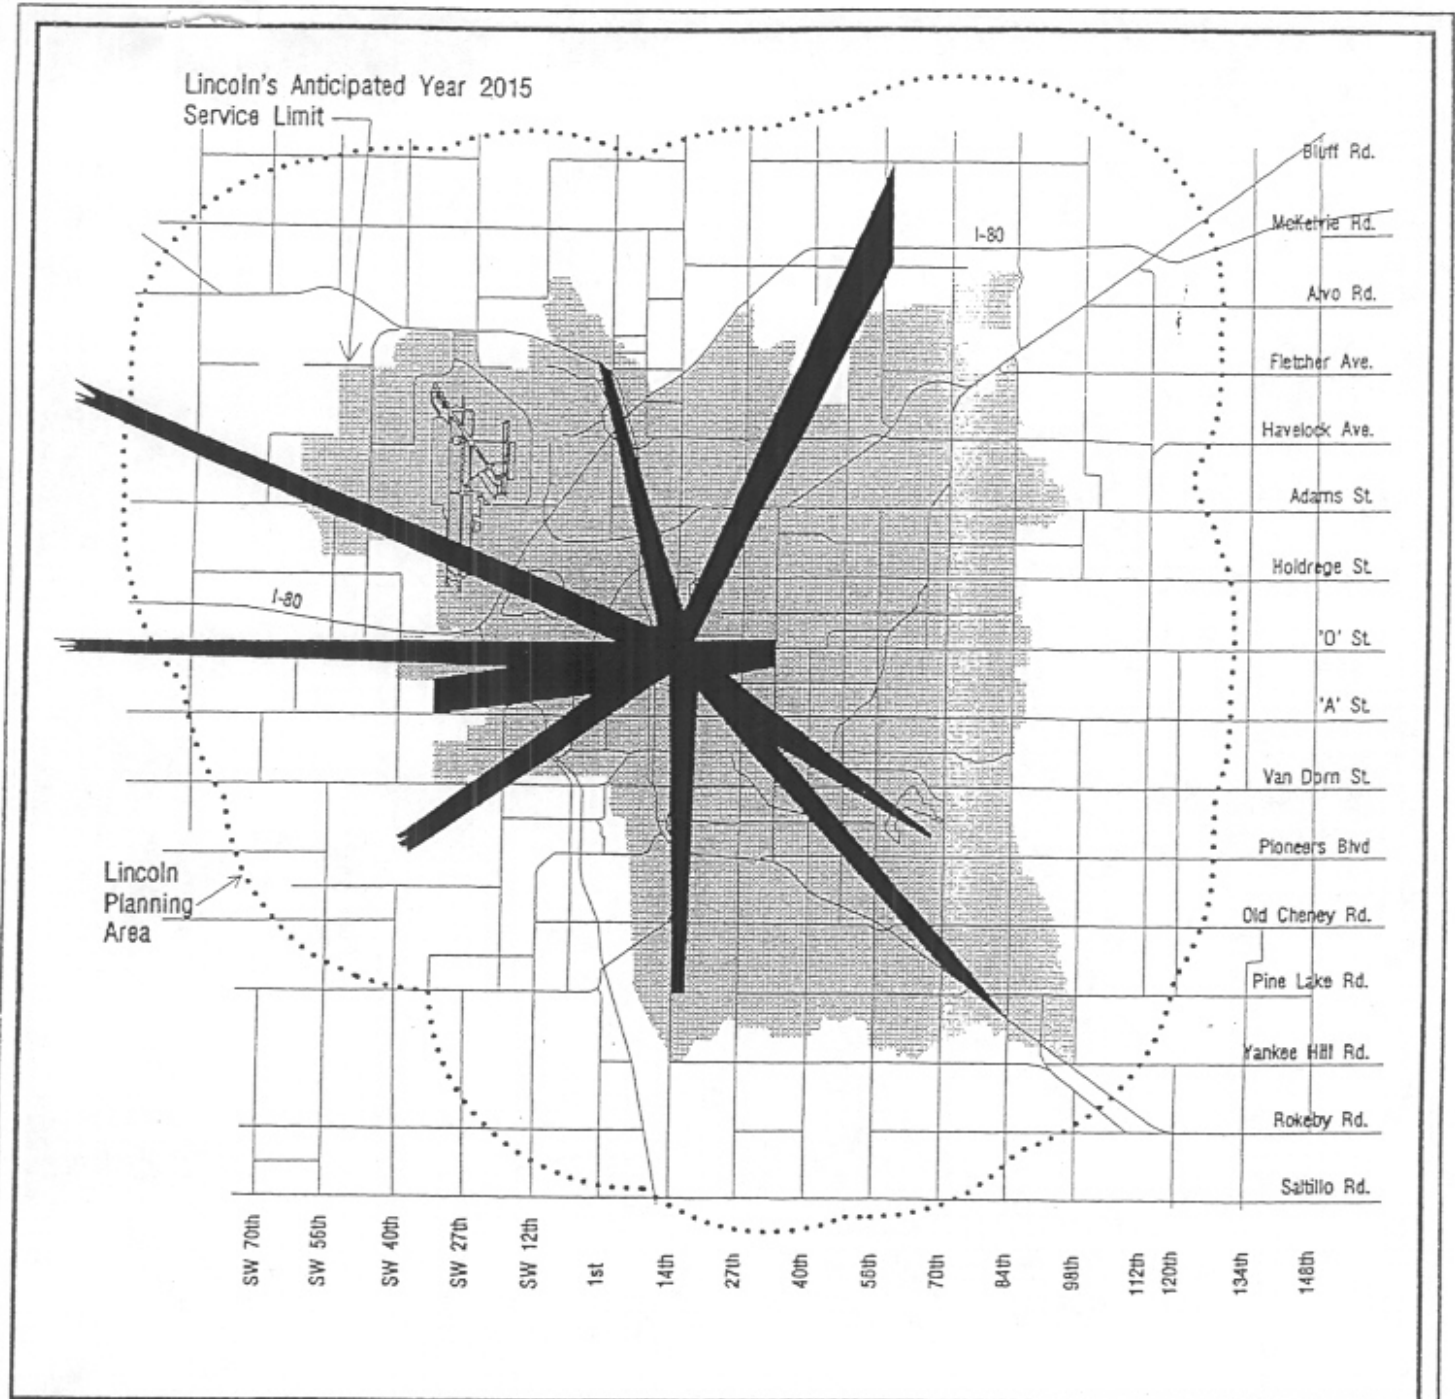 Lincoln's Anticipated Year 2015
Service Limit
Bluff Rd.
McKelvie Rd.
I-80
Alvo Rd.
Fletcher Ave.
Havelock Ave.
Adams St.
Holdrege St.
I-80
'O' St.
'A' St.
Van Dorn St.
Pioneers Blvd
Lincoln
Planning
Area
Old Cheney Rd.
Pine Lake Rd.
Yankee Hill Rd.
Rokeby Rd.
Saltillo Rd.
SW 70th
SW 56th
SW 40th
SW 27th
SW 12th
1st
14th
27th
40th
56th
70th
84th
98th
112th
120th
134th
148th